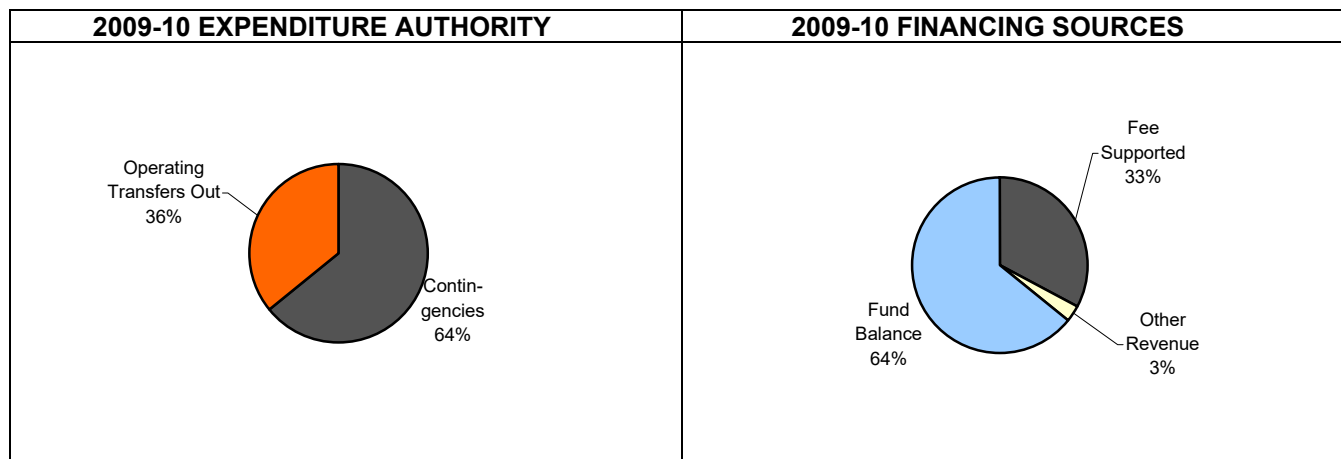 2009-10 EXPENDITURE AUTHORITY
2009-10 FINANCING SOURCES
Operating
Transfers Out
36%
Contin-
gencies
64%
Fee
Supported
33%
Fund
Balance
64%
Other
Revenue
3%